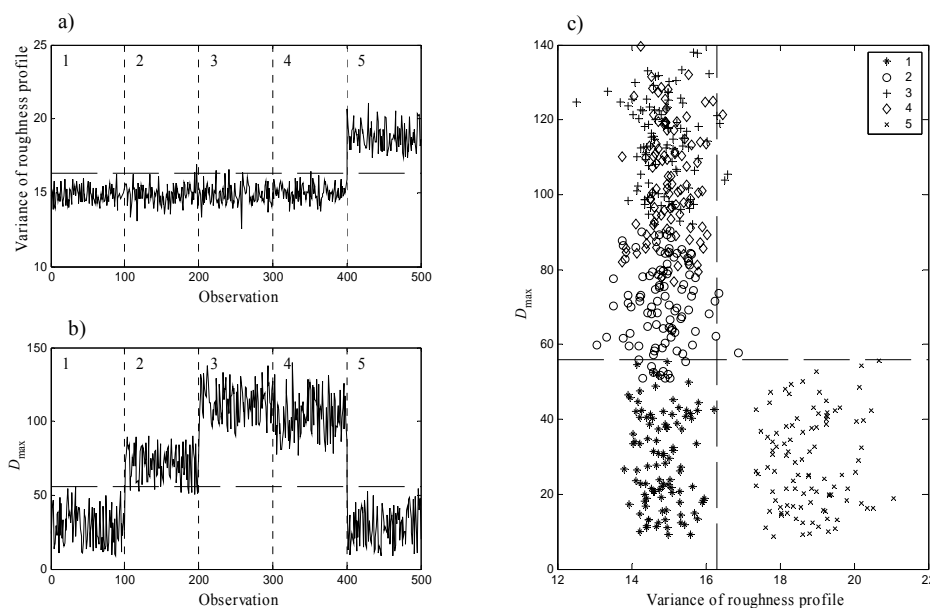 a)
25
20
15
10
Variance of roughness profile
1 2 3 4 5
0 100 200 300 400 500
Observation
b)
150
100
50
0
D max
1 2 3 4 5
0 100 200 300 400 500
Observation
c)
140
120
100
80
60
40
20
0
D max
1
2
3
4
5
12 14 16 18 20 22
Variance of roughness profile